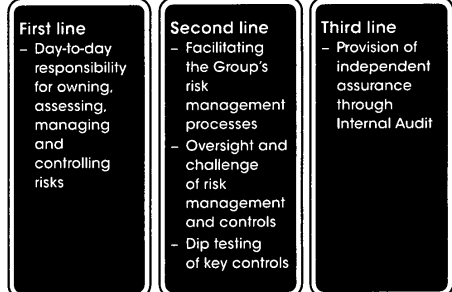 First line
– Day-to-day
responsibility
for owning,
assessing,
managing
and
controlling
risks
Second line
– Facilitating
the Group's
risk
management
processes
– Oversight and
challenge
of risk
management
and controls
– Dip testing
of key controls
Third line
– Provision of
independent
assurance
through
Internal Audit